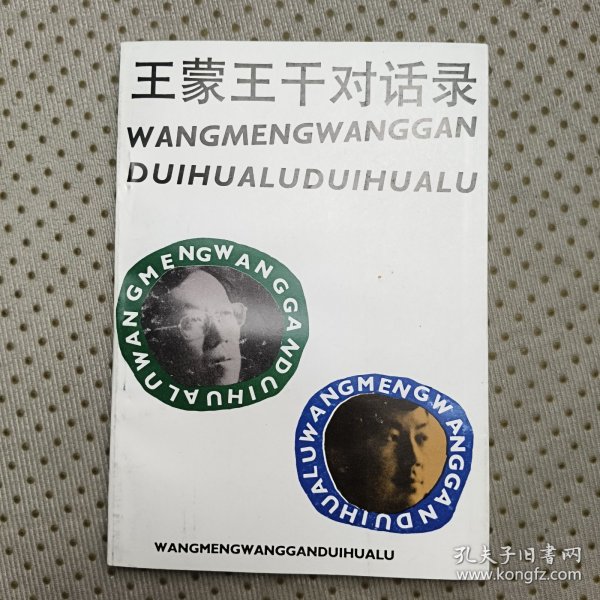 王蒙王干对话录
WANGMENGWANGGAN
DUIHUALUDUIHUALU
WANGMENGWANGGANDUIHUALU
WANGMENGWANGGANDUIHUALU
WANGMENGWANGGANDUIHUALU
孔夫子旧书网
www.kongfz.com